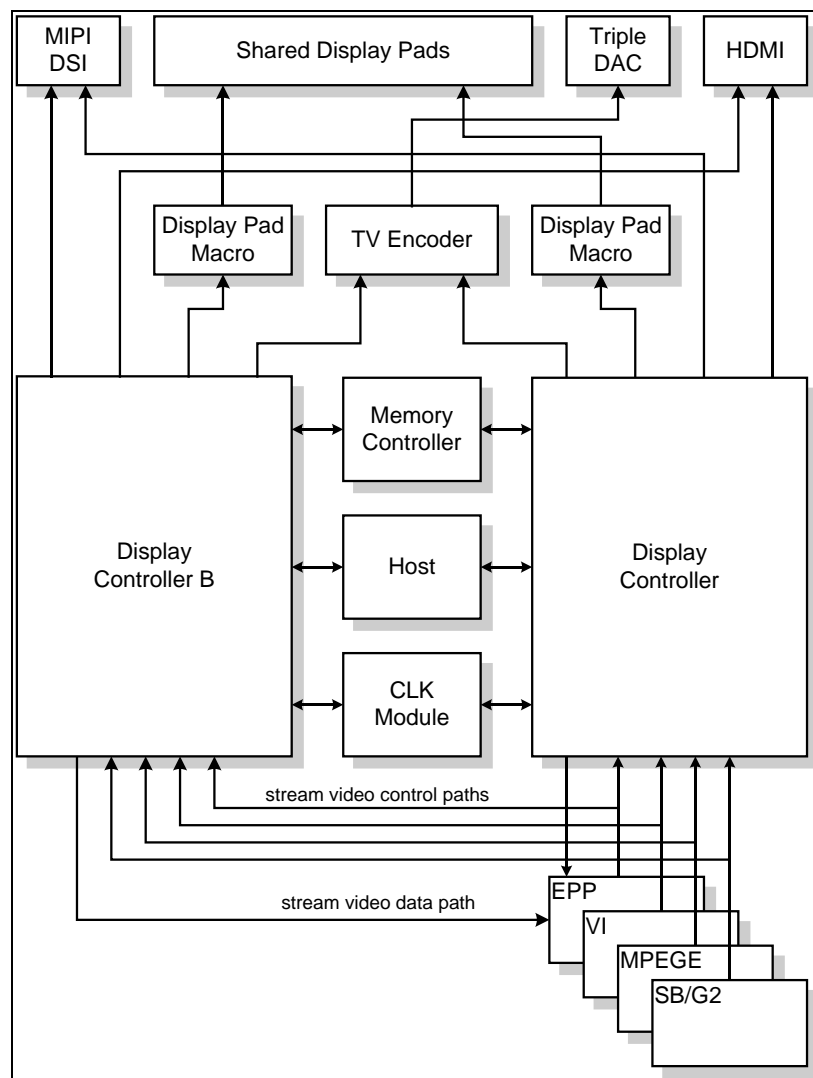 MIPI
DSI
Shared Display Pads
Triple
DAC
HDMI
Display Pad
Macro
TV Encoder
Display Pad
Macro
Memory
Controller
Display
Controller B
Host
Display
Controller
CLK
Module
stream video control paths
stream video data path
EPP
VI
MPEGE
SB/G2